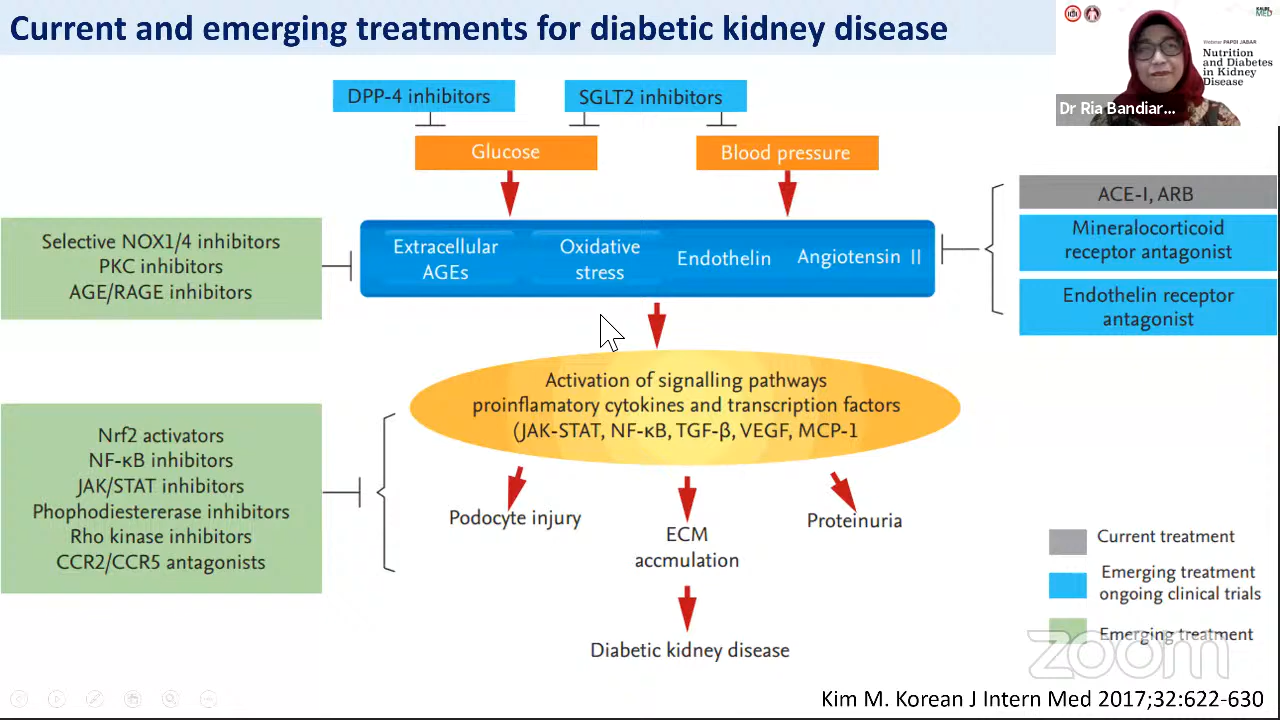 Current and emerging treatments for diabetic kidney disease
Webinar PAPDI JABAR
Nutrition
and Diabetes
in Kidney
Disease
Dr Ria Bandiar...
DPP-4 inhibitors
SGLT2 inhibitors
Glucose
Blood pressure
ACE-I, ARB
Mineralocorticoid
receptor antagonist
Endothelin receptor
antagonist
Selective NOX1/4 inhibitors
PKC inhibitors
AGE/RAGE inhibitors
Extracellular
AGEs
Oxidative
stress
Endothelin
Angiotensin II
Activation of signalling pathways
proinflamatory cytokines and transcription factors
(JAK-STAT, NF-κB, TGF-β, VEGF, MCP-1
Nrf2 activators
NF-κB inhibitors
JAK/STAT inhibitors
Phophodiestererase inhibitors
Rho kinase inhibitors
CCR2/CCR5 antagonists
Podocyte injury
ECM
accmulation
Proteinuria
Diabetic kidney disease
Current treatment
Emerging treatment
ongoing clinical trials
Emerging treatment
zoom
Kim M. Korean J Intern Med 2017;32:622-630